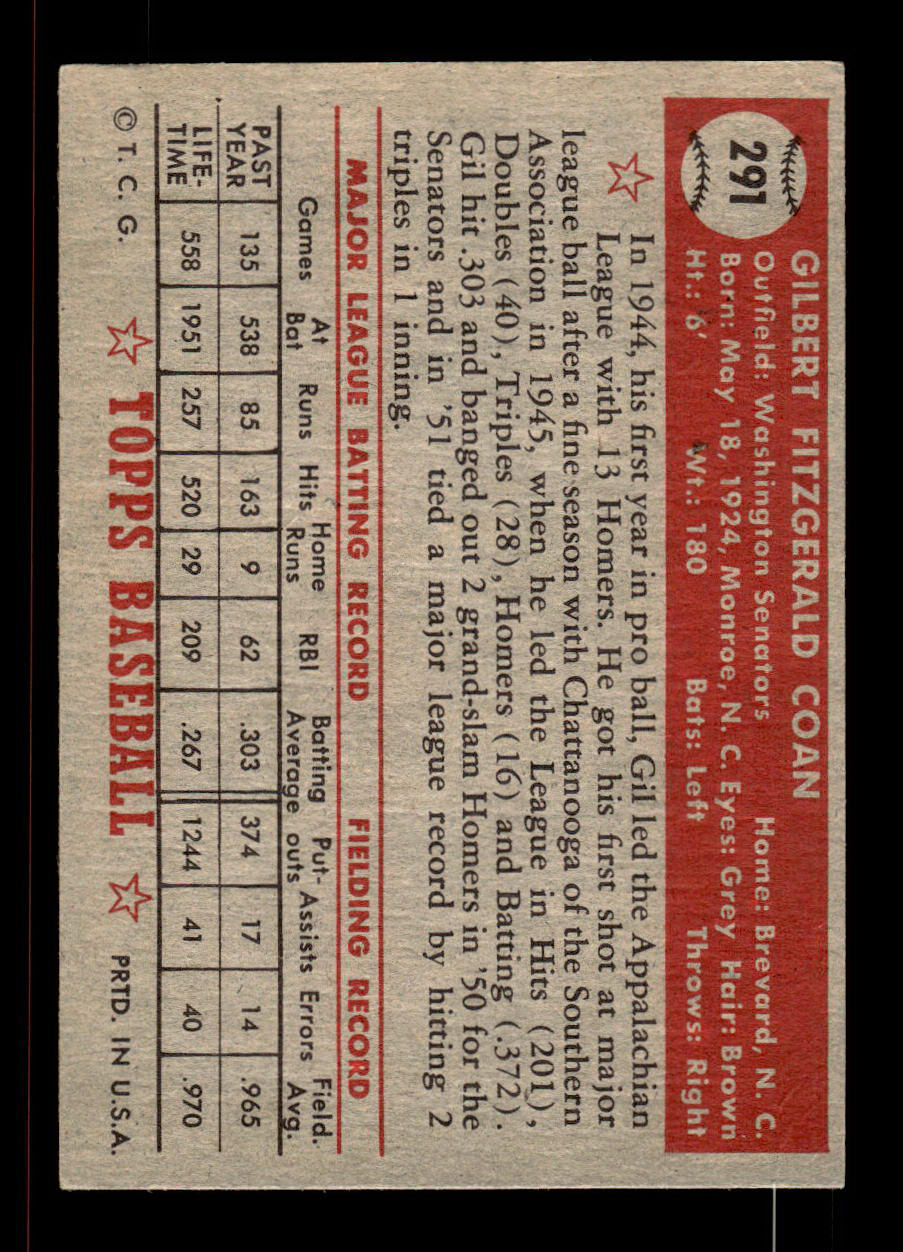 291
GILBERT FITZGERALD COAN
Outfield: Washington Senators Home: Brevard, N. C.
Born: May 18, 1924, Monroe, N. C. Eyes: Grey Hair: Brown
Ht.: 6' Wt.: 180 Bats: Left Throws: Right
In 1944, his first year in pro ball, Gil led the Appalachian
League with 13 Homers. He got his first shot at major
league ball after a fine season with Chattanooga of the Southern
Association in 1945, when he led the League in Hits (201),
Doubles (40), Triples (28), Homers (16) and Batting (.372).
Gil hit .303 and banged out 2 grand-slam Homers in '50 for the
Senators and in '51 tied a major league record by hitting 2
triples in 1 inning.
MAJOR LEAGUE BATTING RECORD FIELDING RECORD
Games At Bat Runs Hits Home Runs RBI Batting Average Put-outs Assists Errors Field. Avg.
PAST YEAR 135 538 85 163 9 62 .303 374 17 14 .965
LIFE-TIME 558 1951 257 520 29 209 .267 1244 41 40 .970
© T. C. G. TOPPS BASEBALL PRTD. IN U.S.A.